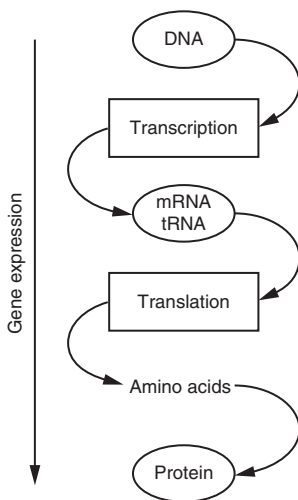 DNA
Transcription
mRNA
tRNA
Translation
Amino acids
Protein
Gene expression